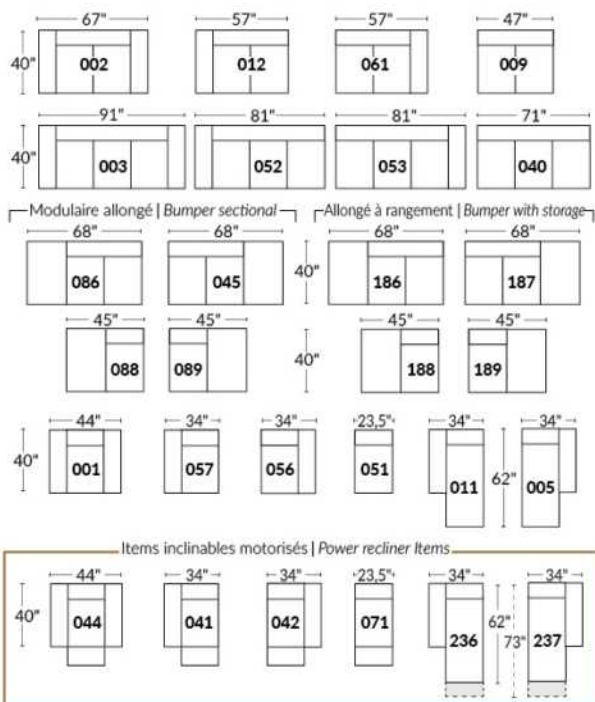 67" 57" 57" 47"
40" 002 012 061 009
91" 81" 81" 71"
40" 003 052 053 040
Modulaire allongé | Bumper sectional Allongé à rangement | Bumper with storage
68" 68" 68" 68"
086 045 40" 186 187
45" 45" 45" 45"
088 089 40" 188 189
44" 34" 34" 23,5" 34" 34"
40" 001 057 056 051 011 62" 005
Items inclinables motorisés | Power recliner Items
44" 34" 34" 23,5" 34" 34"
40" 044 041 042 071 236 62" 73" 237